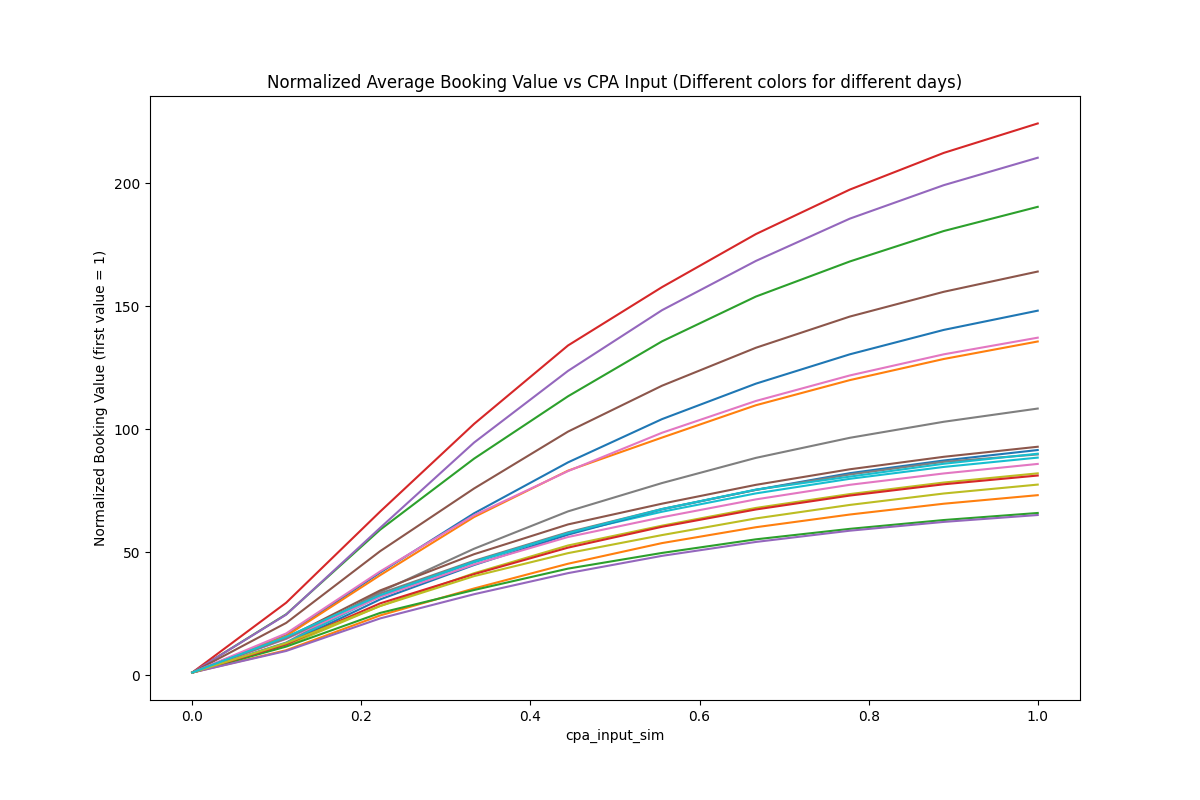 Normalized Average Booking Value vs CPA Input (Different colors for different days)
Normalized Booking Value (first value = 1)
200
150
100
50
0
0.0 0.2 0.4 0.6 0.8 1.0
cpa_input_sim